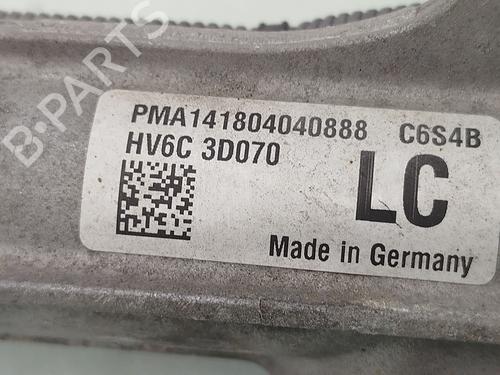 B-PARTS
PMA141804040888 C6S4B
HV6C 3D070
LC
Made in Germany